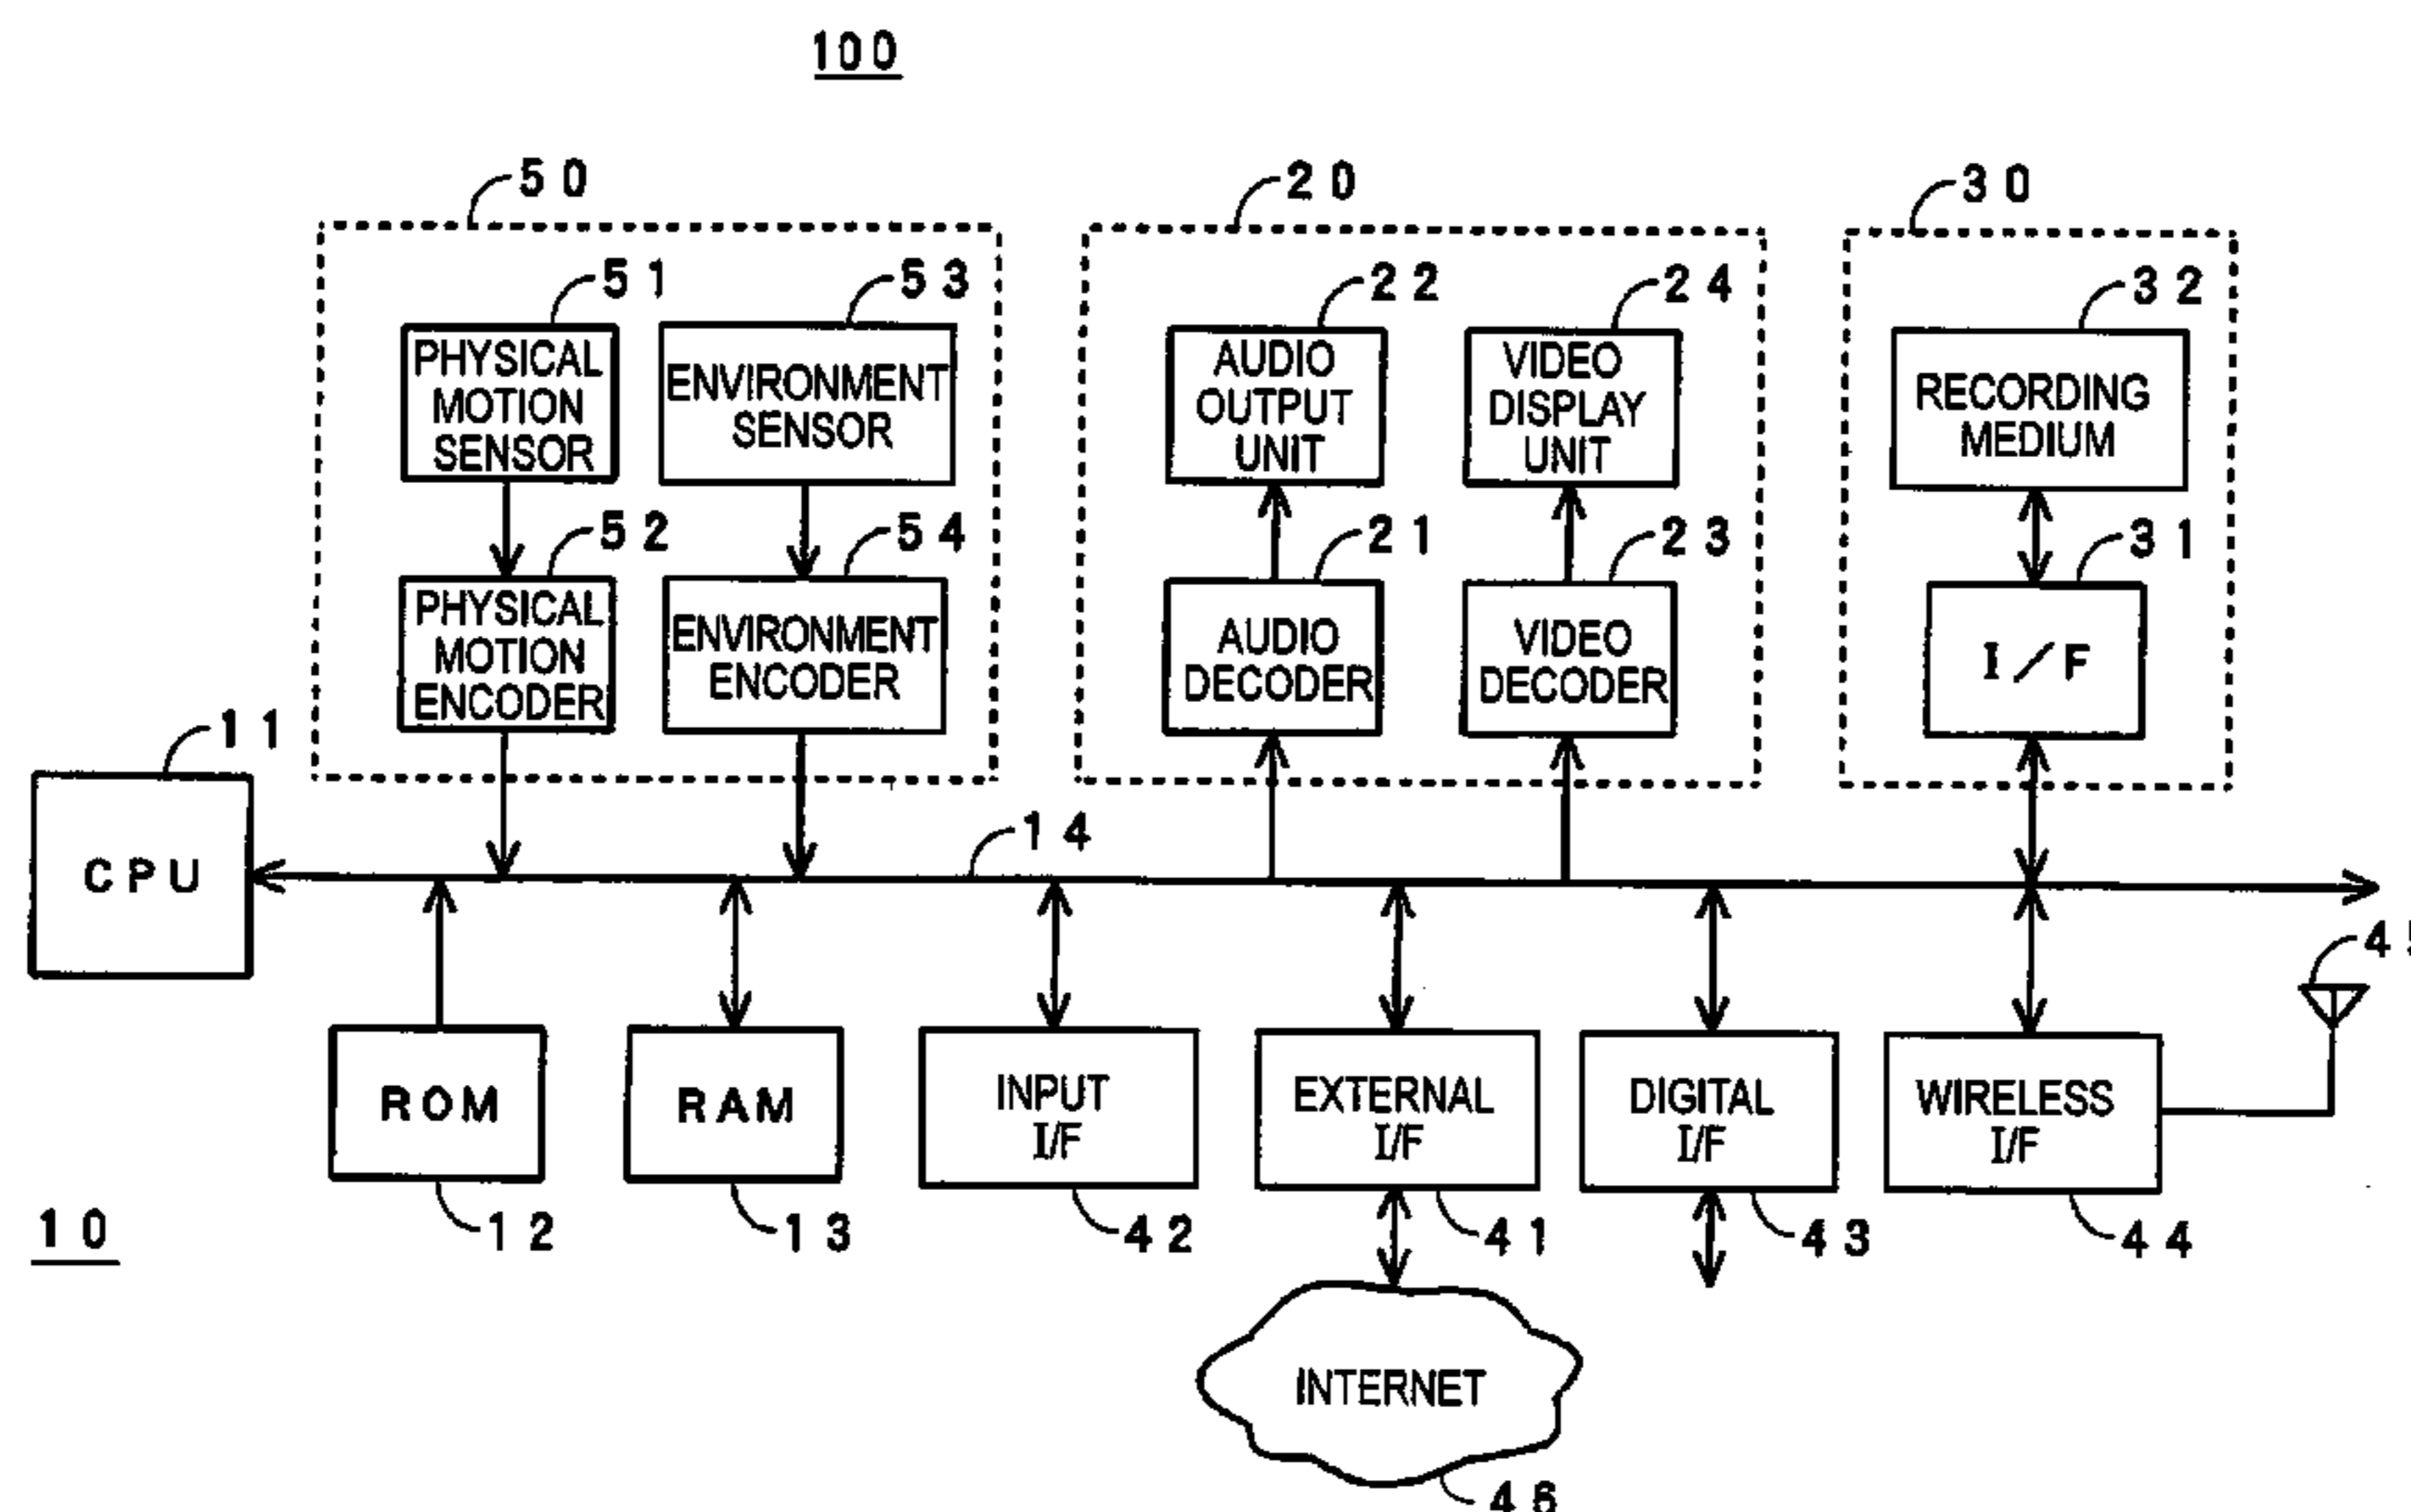 100
50
20
30
51
53
22
24
32
PHYSICAL
MOTION
SENSOR
ENVIRONMENT
SENSOR
AUDIO
OUTPUT
UNIT
VIDEO
DISPLAY
UNIT
RECORDING
MEDIUM
52
54
21
23
31
PHYSICAL
MOTION
ENCODER
ENVIRONMENT
ENCODER
AUDIO
DECODER
VIDEO
DECODER
I/F
11
CPU
14
45
ROM
RAM
INPUT
I/F
EXTERNAL
I/F
DIGITAL
I/F
WIRELESS
I/F
10
12
13
42
41
43
44
INTERNET
46